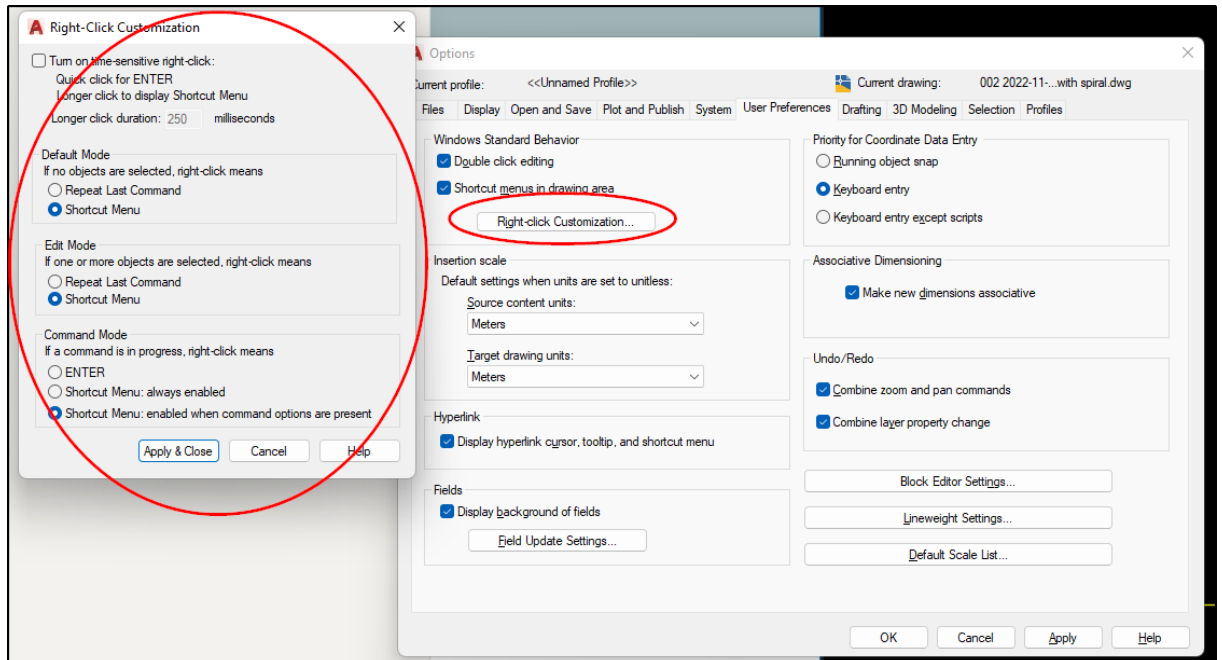 Right-Click Customization
Turn on time-sensitive right-click:
Quick click for ENTER
Longer click to display Shortcut Menu
Longer click duration: 250 milliseconds
Default Mode
If no objects are selected, right-click means
Repeat Last Command
Shortcut Menu
Edit Mode
If one or more objects are selected, right-click means
Repeat Last Command
Shortcut Menu
Command Mode
If a command is in progress, right-click means
ENTER
Shortcut Menu: always enabled
Shortcut Menu: enabled when command options are present
Apply & Close Cancel Help
Options
Current profile: <<Unnamed Profile>> Current drawing: 002 2022-11-...with spiral.dwg
Files Display Open and Save Plot and Publish System User Preferences Drafting 3D Modeling Selection Profiles
Windows Standard Behavior
Double click editing
Shortcut menus in drawing area
Right-click Customization...
Insertion scale
Default settings when units are set to unitless:
Source content units:
Meters
Target drawing units:
Meters
Hyperlink
Display hyperlink cursor, tooltip, and shortcut menu
Fields
Display background of fields
Field Update Settings...
Priority for Coordinate Data Entry
Running object snap
Keyboard entry
Keyboard entry except scripts
Associative Dimensioning
Make new dimensions associative
Undo/Redo
Combine zoom and pan commands
Combine layer property change
Block Editor Settings...
Lineweight Settings...
Default Scale List...
OK Cancel Apply Help